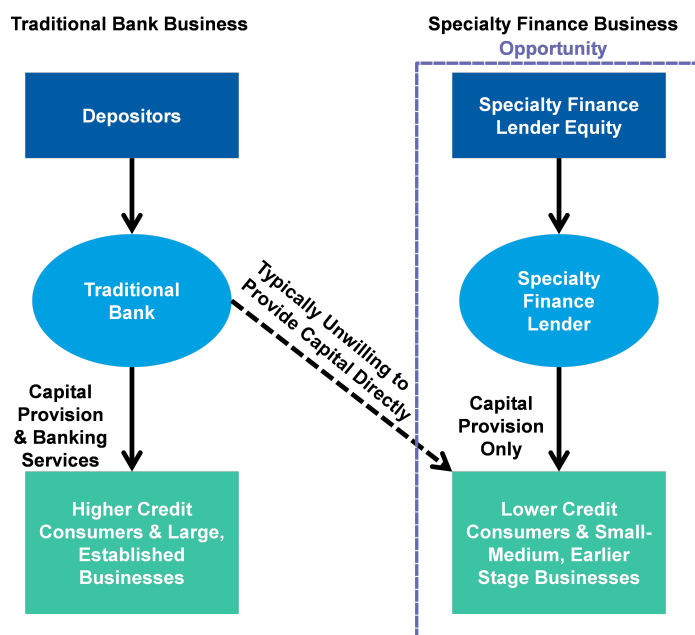 Traditional Bank Business
Specialty Finance Business
Opportunity
Depositors
Specialty Finance
Lender Equity
Traditional
Bank
Typically Unwilling to
Provide Capital Directly
Specialty
Finance
Lender
Capital
Provision
& Banking
Services
Capital
Provision
Only
Higher Credit
Consumers & Large,
Established
Businesses
Lower Credit
Consumers & Small-
Medium, Earlier
Stage Businesses